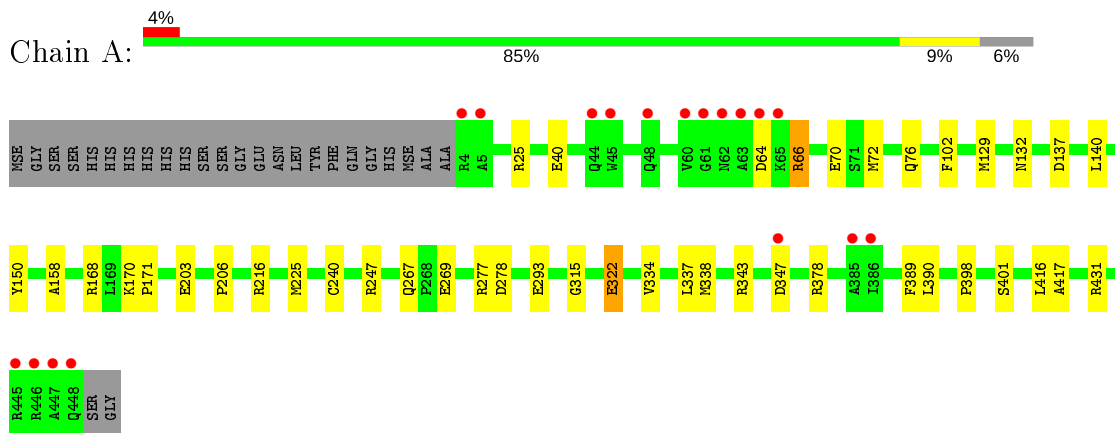 4%
Chain A:
85% 9% 6%
MSE GLY SER SER HIS HIS HIS HIS HIS HIS SER SER GLY GLU ASN LEU TYR PHE GLN GLY HIS MSE ALA ALA R4 A5 R25 E40 Q44 W45 Q48 V60 G61 N62 A63 D64 K65 R66 E70 S71 M72 Q76 F102 M129 N132 D137 L140
Y150 A158 R168 L169 K170 P171 E203 P206 R216 M225 C240 R247 Q267 P268 E269 R277 D278 E293 G315 E322 V334 L337 M338 R343 D347 R378 A385 I386 F389 L390 P398 S401 L416 A417 R431
R445 R446 A447 Q448 SER GLY